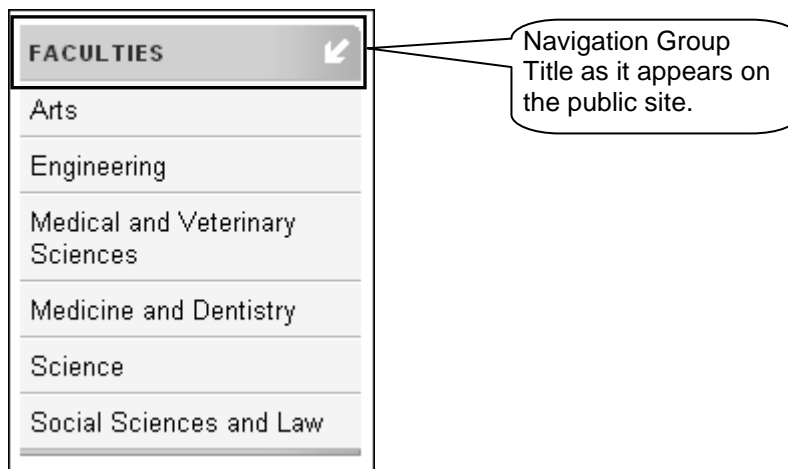 FACULTIES
Arts
Engineering
Medical and Veterinary
Sciences
Medicine and Dentistry
Science
Social Sciences and Law
Navigation Group
Title as it appears on
the public site.